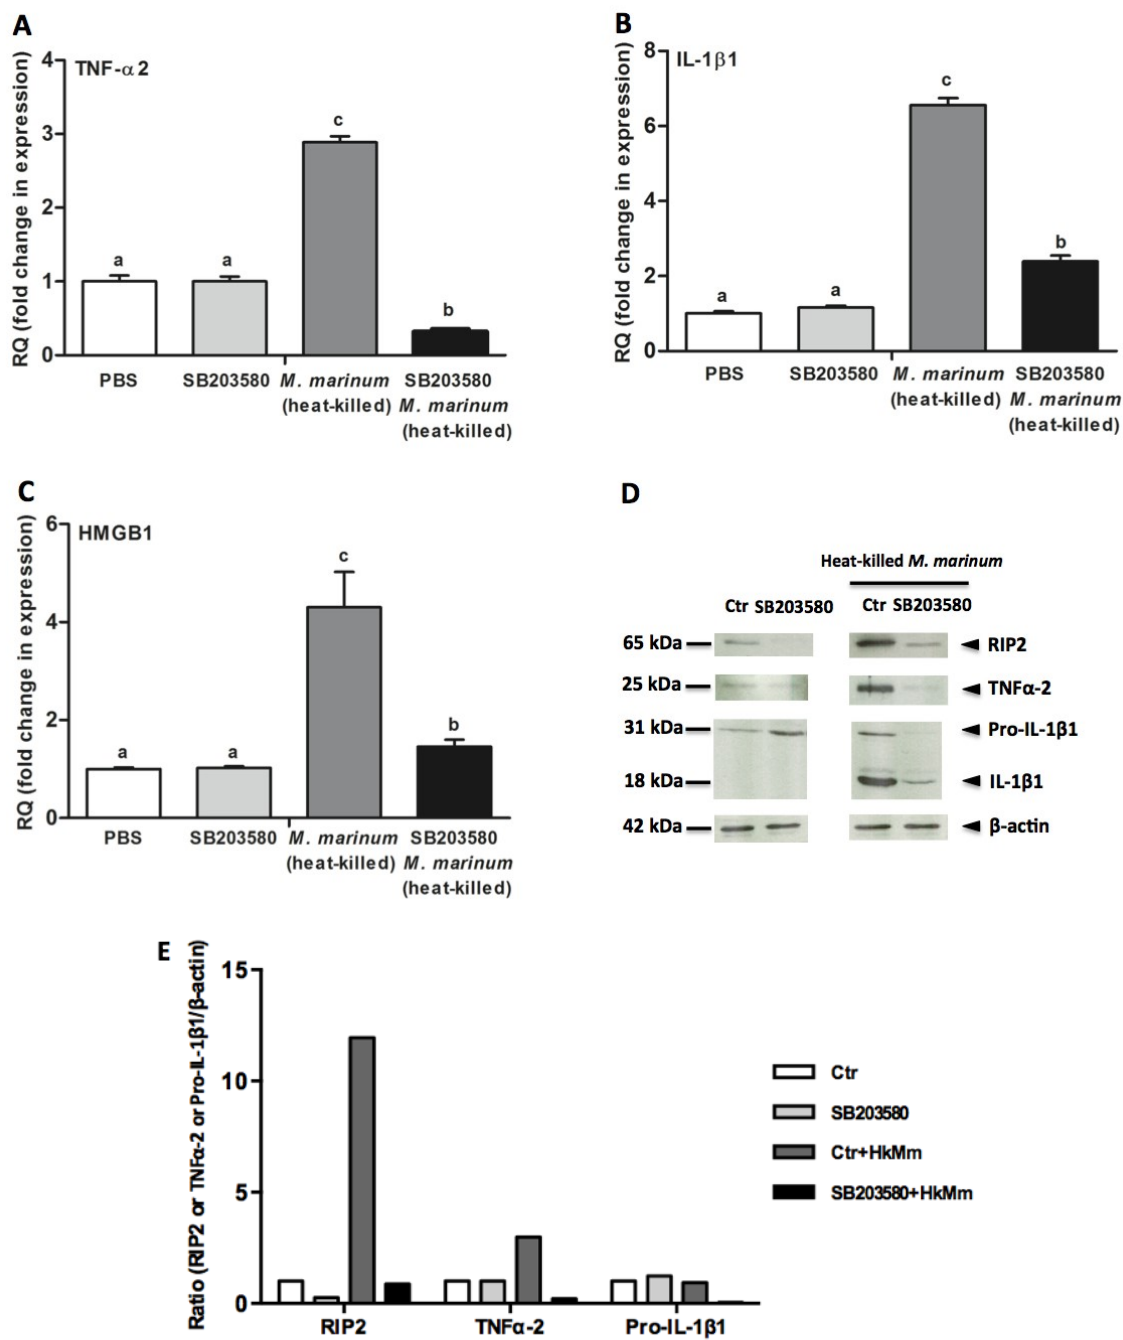 A
TNF-α2
RQ (fold change in expression)
4
3
2
1
0
a
a
c
b
PBS
SB203580
M. marinum
(heat-killed)
SB203580
M. marinum
(heat-killed)
B
IL-1β1
RQ (fold change in expression)
8
6
4
2
0
a
a
c
b
PBS
SB203580
M. marinum
(heat-killed)
SB203580
M. marinum
(heat-killed)
C
HMGB1
RQ (fold change in expression)
6
4
2
0
a
a
c
b
PBS
SB203580
M. marinum
(heat-killed)
SB203580
M. marinum
(heat-killed)
D
Heat-killed M. marinum
Ctr SB203580
Ctr SB203580
65 kDa
RIP2
25 kDa
TNFα-2
31 kDa
Pro-IL-1β1
18 kDa
IL-1β1
42 kDa
β-actin
E
Ratio (RIP2 or TNFα-2 or Pro-IL-1β1/β-actin)
15
10
5
0
RIP2
TNFα-2
Pro-IL-1β1
Ctr
SB203580
Ctr+HkMm
SB203580+HkMm